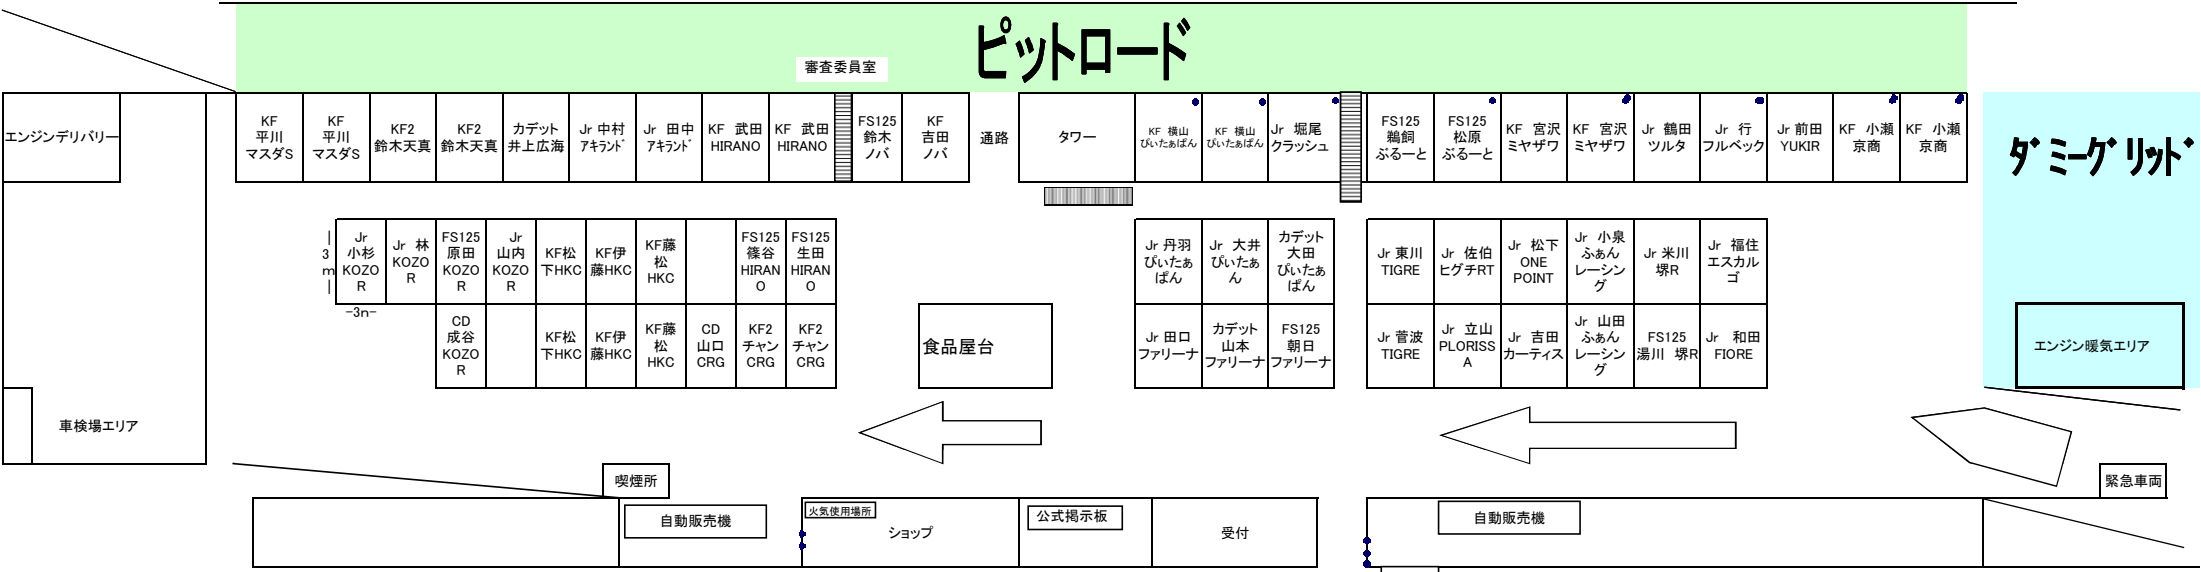 ピットロード
審査委員室
エンジンデリバリー
KF
平川
マスダS
KF
平川
マスダS
KF2
鈴木天真
KF2
鈴木天真
カデット
井上広海
Jr 中村
アキランド
Jr 田中
アキランド
KF 武田
HIRANO
KF 武田
HIRANO
FS125
鈴木
ノバ
KF
吉田
ノバ
通路
タワー
KF 横山
ぴぃたぁぱん
KF 横山
ぴぃたぁぱん
Jr 堀尾
クラッシュ
FS125
鵜飼
ぶるーと
FS125
松原
ぶるーと
KF 宮沢
ミヤザワ
KF 宮沢
ミヤザワ
Jr 鶴田
ツルタ
Jr 行
フルベック
Jr 前田
YUKIR
KF 小瀬
京商
KF 小瀬
京商
ダミーグリッド
|
3
m
|
-3n-
Jr
小杉
KOZO
R
Jr 林
KOZO
R
FS125
原田
KOZO
R
Jr
山内
KOZO
R
KF松
下HKC
KF伊
藤HKC
KF藤
松
HKC
FS125
篠谷
HIRAN
O
FS125
生田
HIRAN
O
Jr 丹羽
ぴぃたぁ
ぱん
Jr 大井
ぴぃたぁ
ん
カデット
大田
ぴぃたぁ
ぱん
Jr 東川
TIGRE
Jr 佐伯
ヒグチRT
Jr 松下
ONE
POINT
Jr 小泉
ふぁん
レーシン
グ
Jr 米川
堺R
Jr 福住
エスカル
ゴ
CD
成谷
KOZO
R
KF松
下HKC
KF伊
藤HKC
KF藤
松
HKC
CD
山口
CRG
KF2
チャン
CRG
KF2
チャン
CRG
食品屋台
Jr 田口
ファリーナ
カデット
山本
ファリーナ
FS125
朝日
ファリーナ
Jr 菅波
TIGRE
Jr 立山
PLORISS
A
Jr 吉田
カーティス
Jr 山田
ふぁん
レーシン
グ
FS125
湯川 堺R
Jr 和田
FIORE
エンジン暖気エリア
車検場エリア
喫煙所
緊急車両
自動販売機
火気使用場所
ショップ
公式掲示板
受付
自動販売機